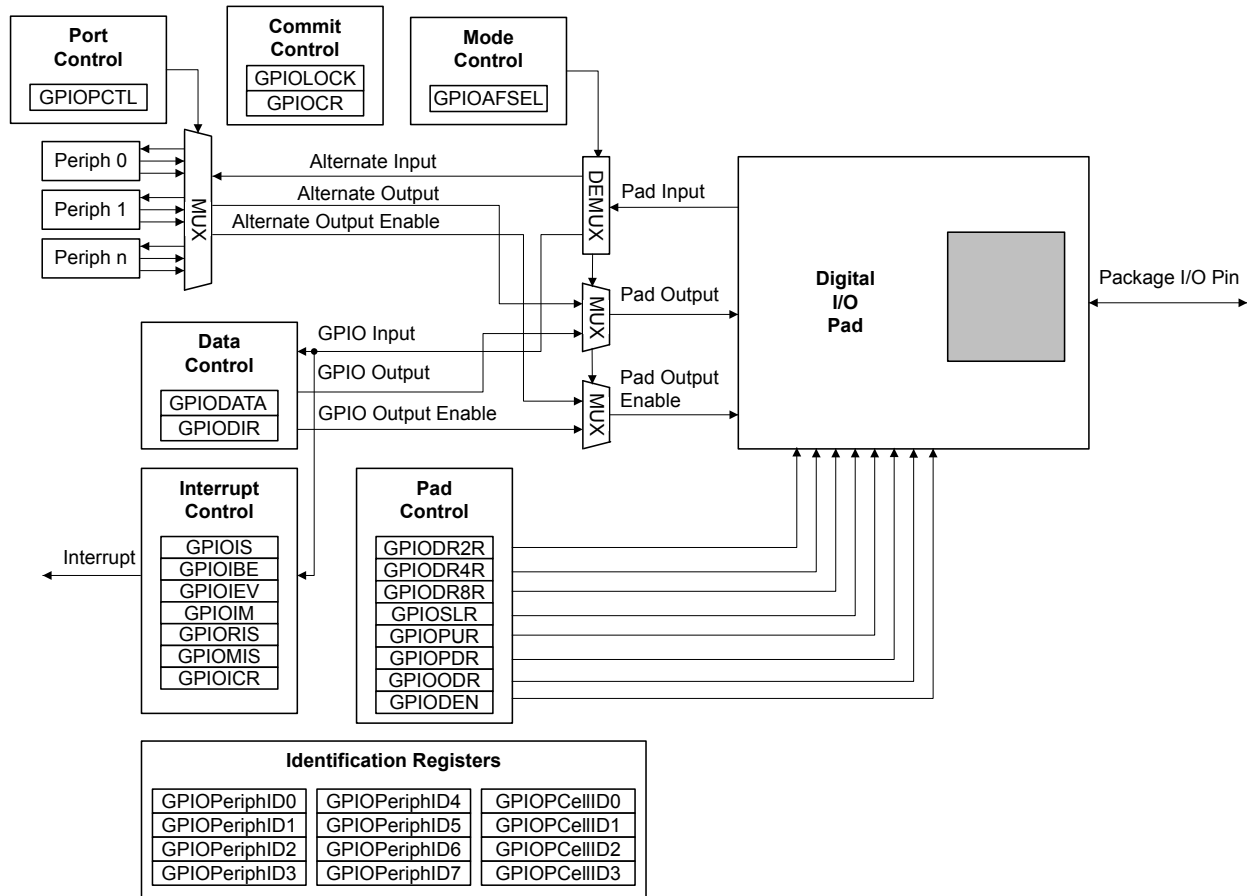 Port
Control
GPIOPCTL
Commit
Control
GPIOLOCK
GPIOCR
Mode
Control
GPIOAFSEL
Periph 0
Periph 1
Periph n
MUX
Alternate Input
Alternate Output
Alternate Output Enable
DEMUX
Pad Input
MUX
Pad Output
MUX
Pad Output
Enable
Digital
I/O
Pad
Package I/O Pin
Data
Control
GPIODATA
GPIODIR
GPIO Input
GPIO Output
GPIO Output Enable
Interrupt
Control
GPIOIS
GPIOIBE
GPIOIEV
GPIOIM
GPIORIS
GPIOMIS
GPIOICR
Interrupt
Pad
Control
GPIODR2R
GPIODR4R
GPIODR8R
GPIOSLR
GPIOPUR
GPIOPDR
GPIOODR
GPIODEN
Identification Registers
GPIOPeriphID0
GPIOPeriphID1
GPIOPeriphID2
GPIOPeriphID3
GPIOPeriphID4
GPIOPeriphID5
GPIOPeriphID6
GPIOPeriphID7
GPIOPCellID0
GPIOPCellID1
GPIOPCellID2
GPIOPCellID3